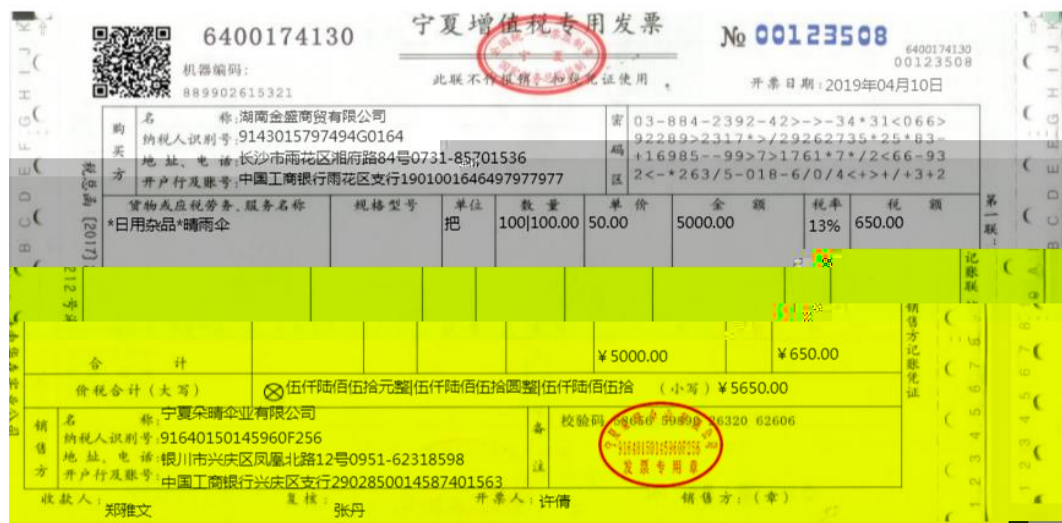 宁夏增值税专用发票
6400174130
№ 00123508
6400174130
00123508
机器编码:
889902615321
此联不作报销、扣税凭证使用
开票日期:2019年04月10日
购买方
名 称:湖南金盛商贸有限公司
纳税人识别号:9143015797494G0164
地 址、电 话:长沙市雨花区湘府路84号0731-85701536
开户行及账号:中国工商银行雨花区支行1901001646497977977
密码区
03-884-2392-42>->-34*31<066>
92289>2317*>/29262735*25*83-
+16985--99>7>1761*7*/2<66-93
2<-*263/5-018-6/0/4<+>+/+3+2
货物或应税劳务、服务名称 规格型号 单位 数 量 单 价 金 额 税率 税 额
*日用杂品*晴雨伞 把 100|100.00 50.00 5000.00 13% 650.00
合 计 ¥5000.00 ¥650.00
价税合计(大写) 伍仟陆佰伍拾元整|伍仟陆佰伍拾圆整|伍仟陆佰伍拾 (小写)¥5650.00
销售方
名 称:宁夏朵晴伞业有限公司
纳税人识别号:91640150145960F256
地 址、电 话:银川市兴庆区凤凰北路12号0951-62318598
开户行及账号:中国工商银行兴庆区支行2902850014587401563
备注
校验码 58656 59890 26320 62606
91640150145960F256
发票专用章
收款人:郑雅文 复核:张丹 开票人:许倩 销售方:(章)
税总函〔2017〕
212号
第一联:
记账联
销售方记账凭证